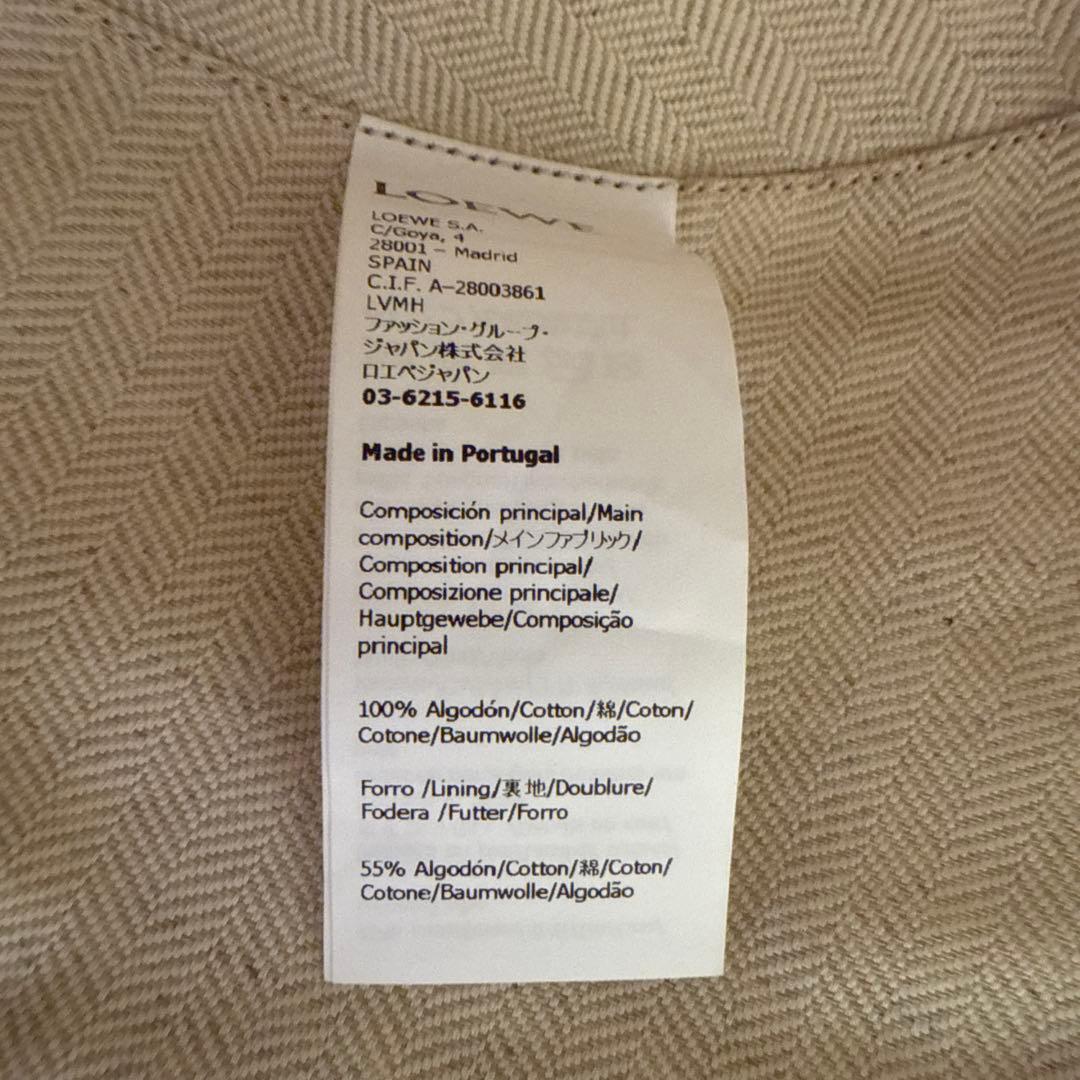 LOEWE
LOEWE S.A.
C/Goya, 4
28001 – Madrid
SPAIN
C.I.F. A-28003861
LVMH
ファッション・グループ・
ジャパン株式会社
ロエベジャパン
03-6215-6116
Made in Portugal
Composición principal/Main
composition/メインファブリック/
Composition principal/
Composizione principale/
Hauptgewebe/Composição
principal
100% Algodón/Cotton/綿/Coton/
Cotone/Baumwolle/Algodão
Forro /Lining/裏地/Doublure/
Fodera /Futter/Forro
55% Algodón/Cotton/綿/Coton/
Cotone/Baumwolle/Algodão